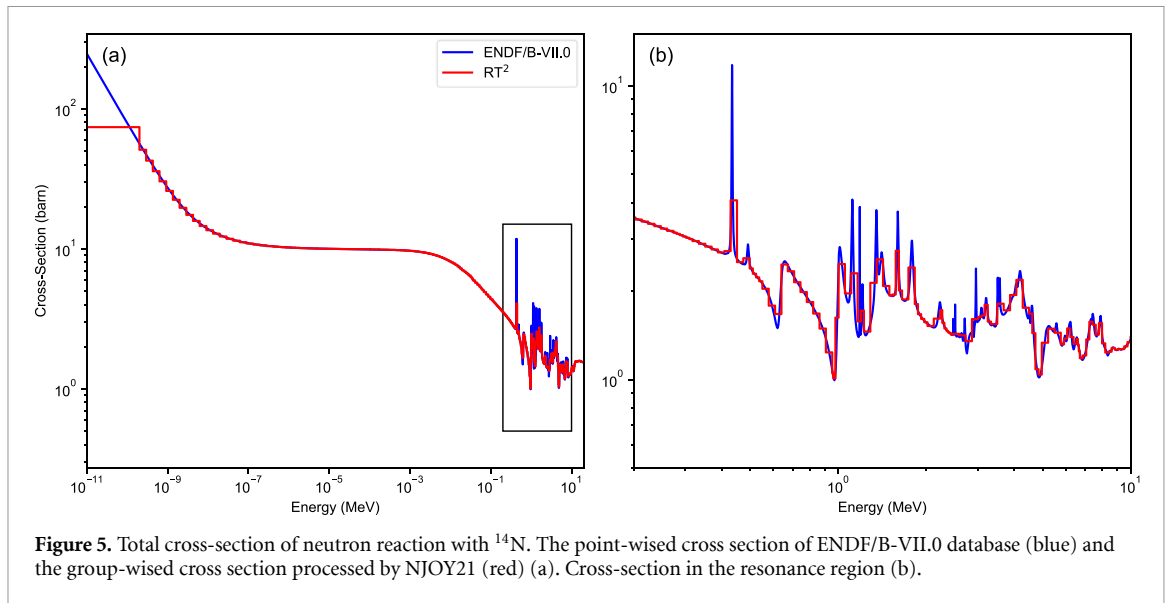 (a)
ENDF/B-VII.0
RT²
10²
10¹
10⁰
Cross-Section (barn)
10⁻¹¹ 10⁻⁹ 10⁻⁷ 10⁻⁵ 10⁻³ 10⁻¹ 10¹
Energy (MeV)
(b)
10¹
10⁰
10⁰ 10¹
Energy (MeV)
Figure 5. Total cross-section of neutron reaction with ¹⁴N. The point-wised cross section of ENDF/B-VII.0 database (blue) and
the group-wised cross section processed by NJOY21 (red) (a). Cross-section in the resonance region (b).